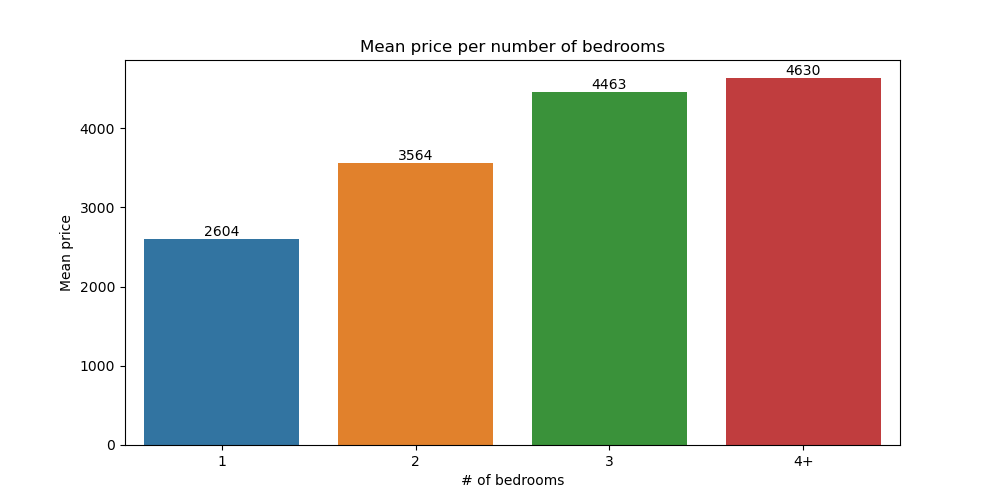 Mean price per number of bedrooms
4630
4463
4000
3564
3000
2604
Mean price
2000
1000
0
1 2 3 4+
# of bedrooms